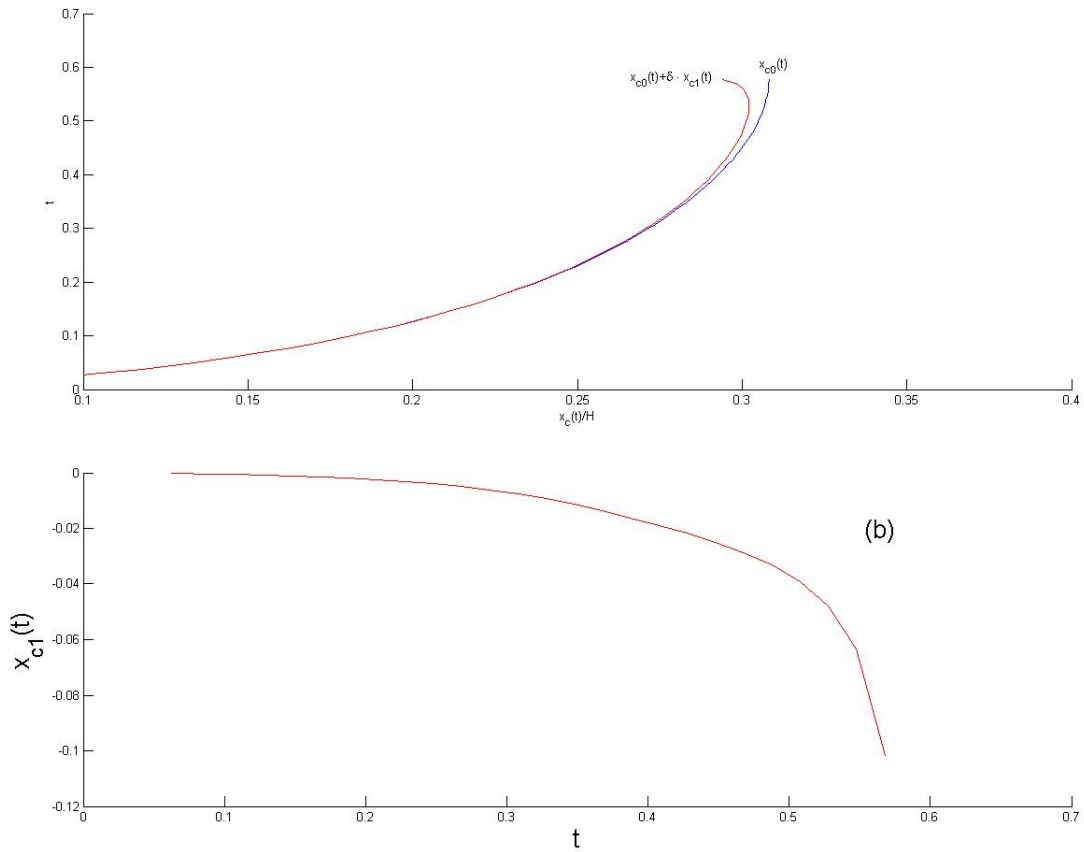 0.7
0.6
0.5
0.4
0.3
0.2
0.1
0
t
x_c0(t)+δ · x_c1(t)
x_c0(t)
0.1 0.15 0.2 0.25 0.3 0.35 0.4
x_c(t)/H
0
-0.02
-0.04
-0.06
-0.08
-0.1
-0.12
x_c1(t)
(b)
0 0.1 0.2 0.3 0.4 0.5 0.6 0.7
t